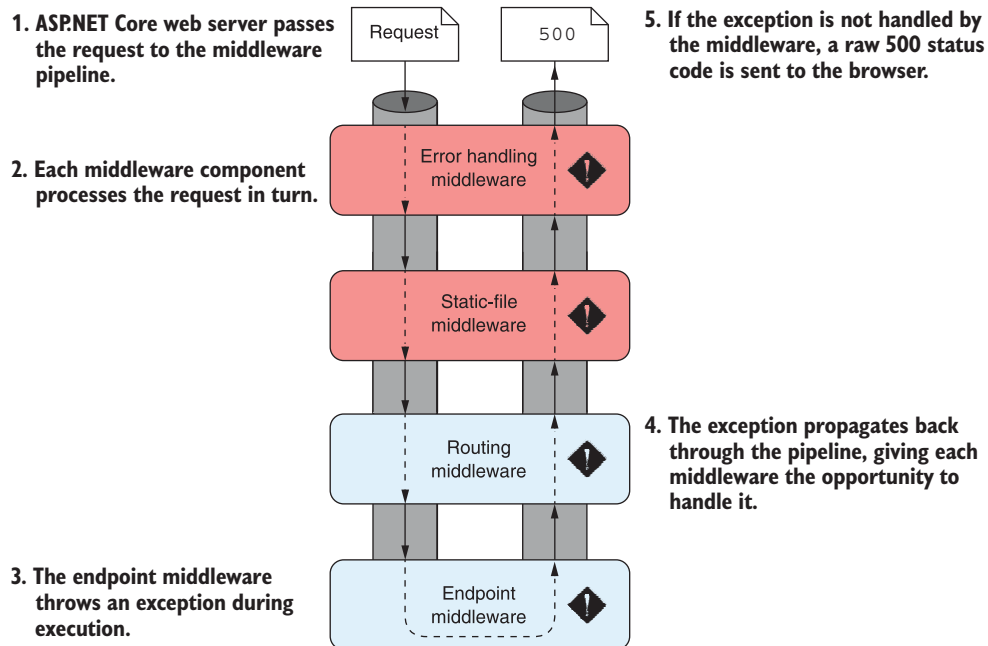 1. ASP.NET Core web server passes
the request to the middleware
pipeline.
Request
500
5. If the exception is not handled by
the middleware, a raw 500 status
code is sent to the browser.
2. Each middleware component
processes the request in turn.
Error handling
middleware
Static-file
middleware
Routing
middleware
4. The exception propagates back
through the pipeline, giving each
middleware the opportunity to
handle it.
3. The endpoint middleware
throws an exception during
execution.
Endpoint
middleware